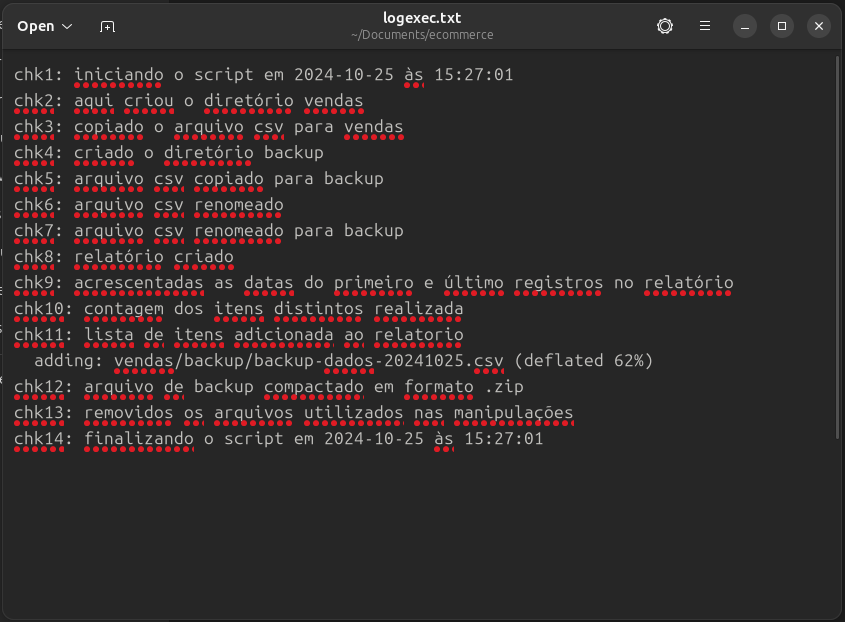 Open
logexec.txt
~/Documents/ecommerce
chk1: iniciando o script em 2024-10-25 às 15:27:01
chk2: aqui criou o diretório vendas
chk3: copiado o arquivo csv para vendas
chk4: criado o diretório backup
chk5: arquivo csv copiado para backup
chk6: arquivo csv renomeado
chk7: arquivo csv renomeado para backup
chk8: relatório criado
chk9: acrescentadas as datas do primeiro e último registros no relatório
chk10: contagem dos itens distintos realizada
chk11: lista de itens adicionada ao relatorio
  adding: vendas/backup/backup-dados-20241025.csv (deflated 62%)
chk12: arquivo de backup compactado em formato .zip
chk13: removidos os arquivos utilizados nas manipulações
chk14: finalizando o script em 2024-10-25 às 15:27:01